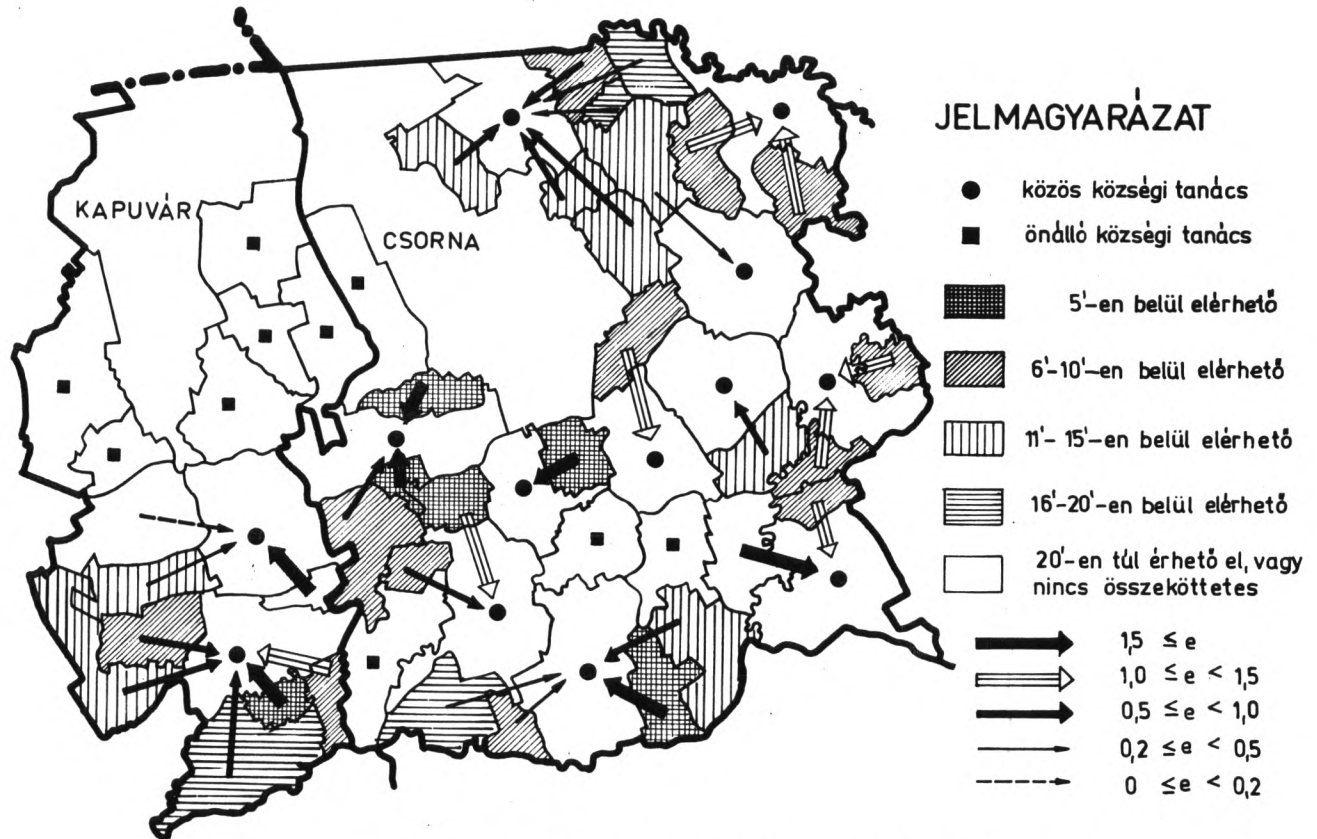 KAPUVÁR
CSORNA
JELMAGYARÁZAT
közös községi tanács
önálló községi tanács
5'-en belül elérhető
6'-10'-en belül elérhető
11'-15'-en belül elérhető
16'-20'-en belül elérhető
20'-en túl érhető el, vagy
nincs összeköttetes
1,5 ≤ e
1,0 ≤ e < 1,5
0,5 ≤ e < 1,0
0,2 ≤ e < 0,5
0 ≤ e < 0,2